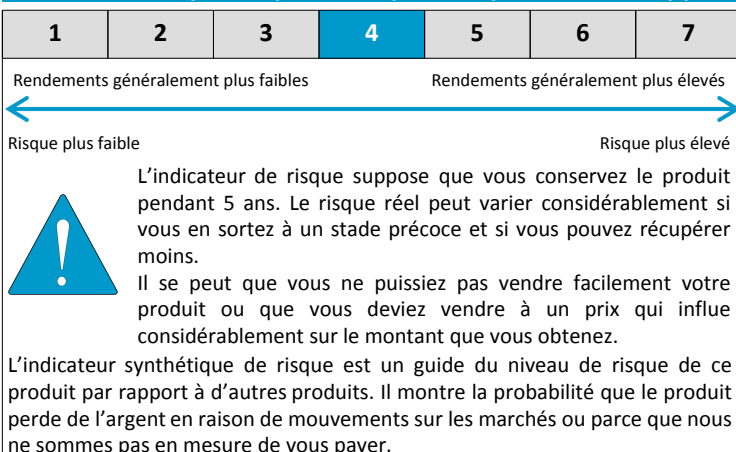 1 2 3 4 5 6 7
Rendements généralement plus faibles Rendements généralement plus élevés
Risque plus faible Risque plus élevé
L'indicateur de risque suppose que vous conservez le produit
pendant 5 ans. Le risque réel peut varier considérablement si
vous en sortez à un stade précoce et si vous pouvez récupérer
moins.
Il se peut que vous ne puissiez pas vendre facilement votre
produit ou que vous deviez vendre à un prix qui influe
considérablement sur le montant que vous obtenez.
L'indicateur synthétique de risque est un guide du niveau de risque de ce
produit par rapport à d'autres produits. Il montre la probabilité que le produit
perde de l'argent en raison de mouvements sur les marchés ou parce que nous
ne sommes pas en mesure de vous payer.